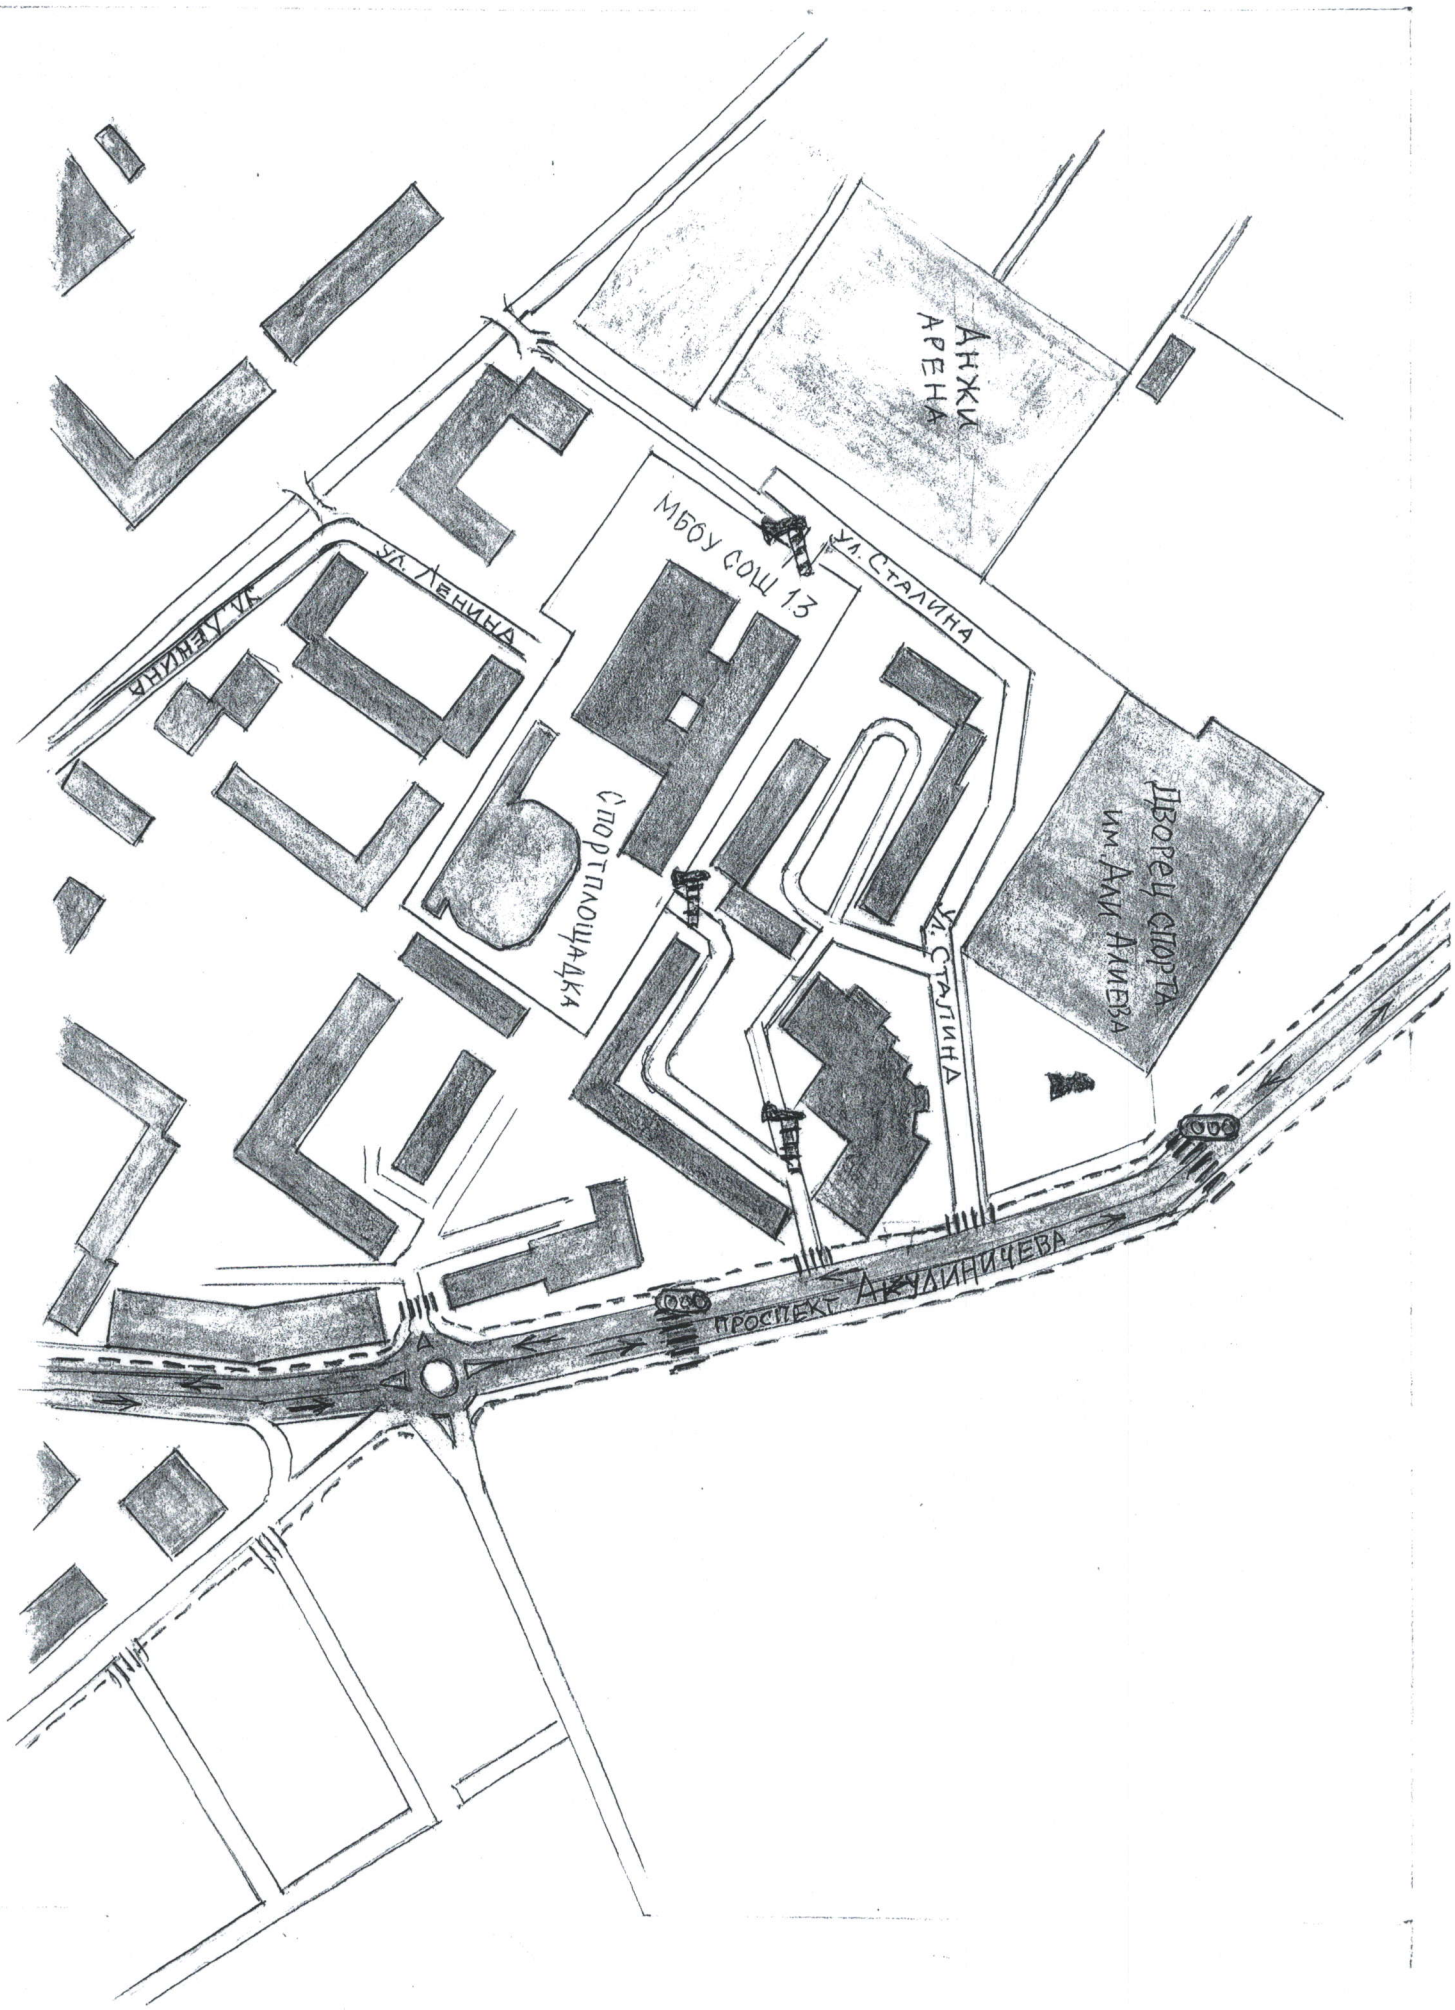 АНЖИ
АРЕНА
МБОУ СОШ 13
УЛ. СТАЛИНА
УЛ. ЛЕНИНА
УЛ. ЛЕНИНА
СПОРТПЛОЩАДКА
ДВОРЕЦ СПОРТА
ИМ АЛИ АЛИЕВА
УЛ. СТАЛИНА
ПРОСПЕКТ АКУЛИНИЧЕВА